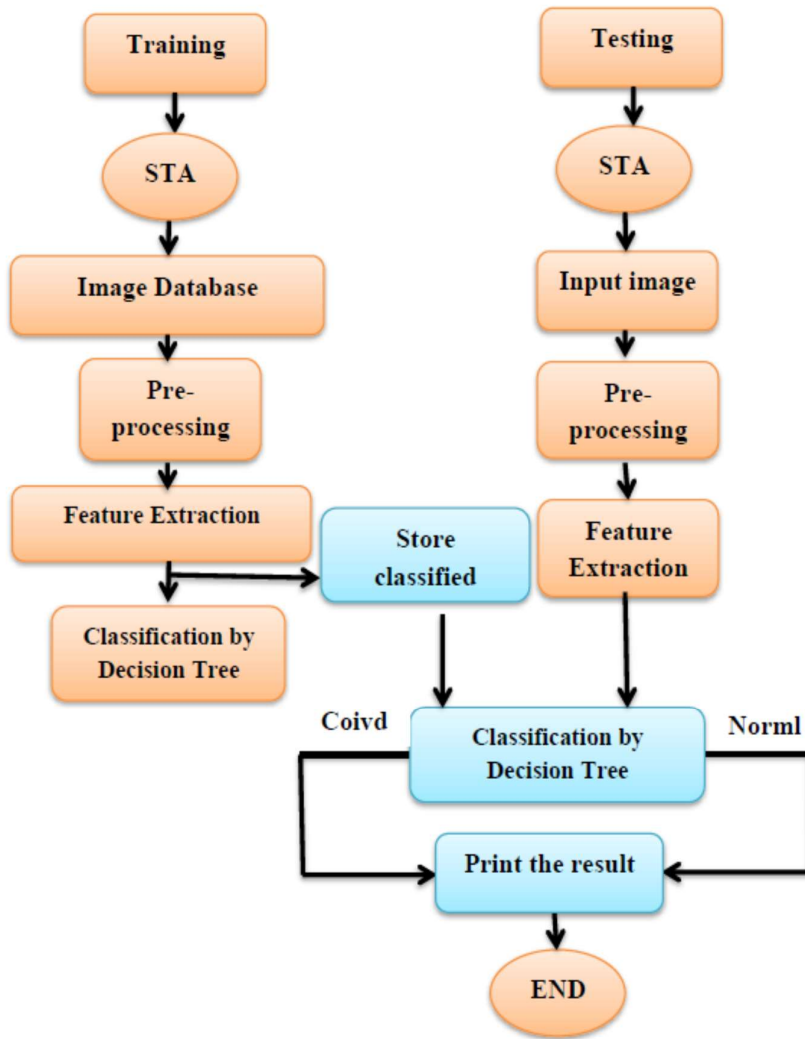 Training
STA
Image Database
Pre-
processing
Feature Extraction
Classification by
Decision Tree
Store
classified
Testing
STA
Input image
Pre-
processing
Feature
Extraction
Coivd
Classification by
Decision Tree
Norml
Print the result
END